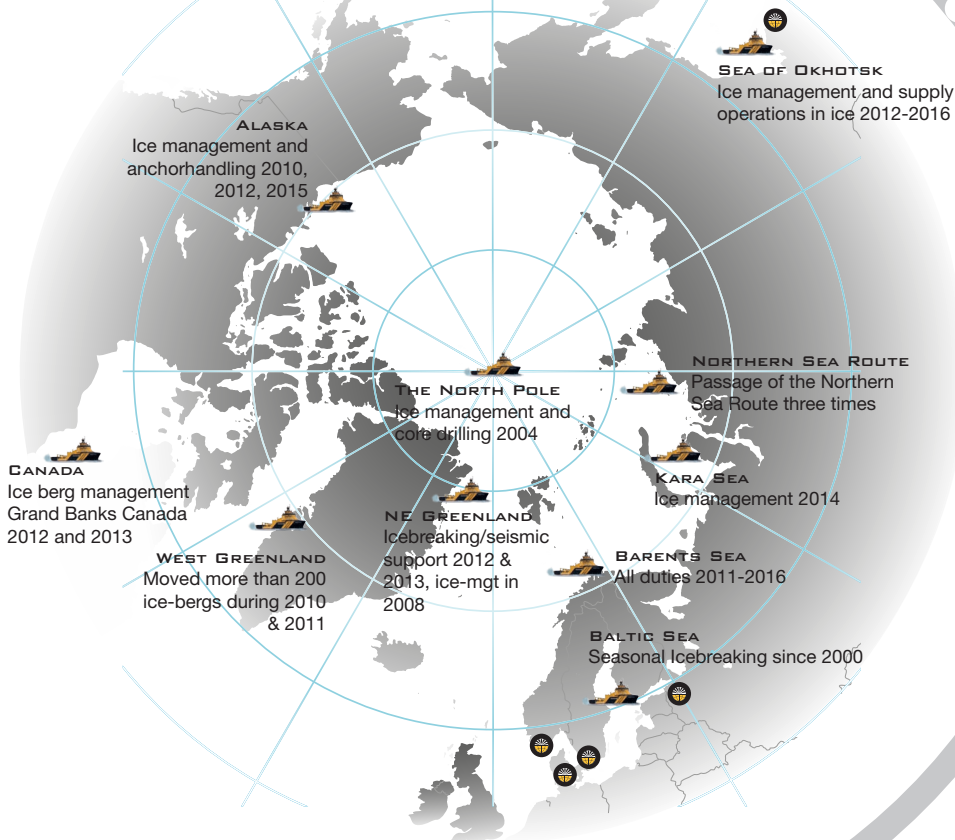 SEA OF OKHOTSK
Ice management and supply
operations in ice 2012-2016
ALASKA
Ice management and
anchorhandling 2010,
2012, 2015
NORTHERN SEA ROUTE
Passage of the Northern
Sea Route three times
THE NORTH POLE
Ice management and
core drilling 2004
KARA SEA
Ice management 2014
CANADA
Ice berg management
Grand Banks Canada
2012 and 2013
NE GREENLAND
Icebreaking/seismic
support 2012 &
2013, ice-mgt in
2008
WEST GREENLAND
Moved more than 200
ice-bergs during 2010
& 2011
BARENTS SEA
All duties 2011-2016
BALTIC SEA
Seasonal Icebreaking since 2000